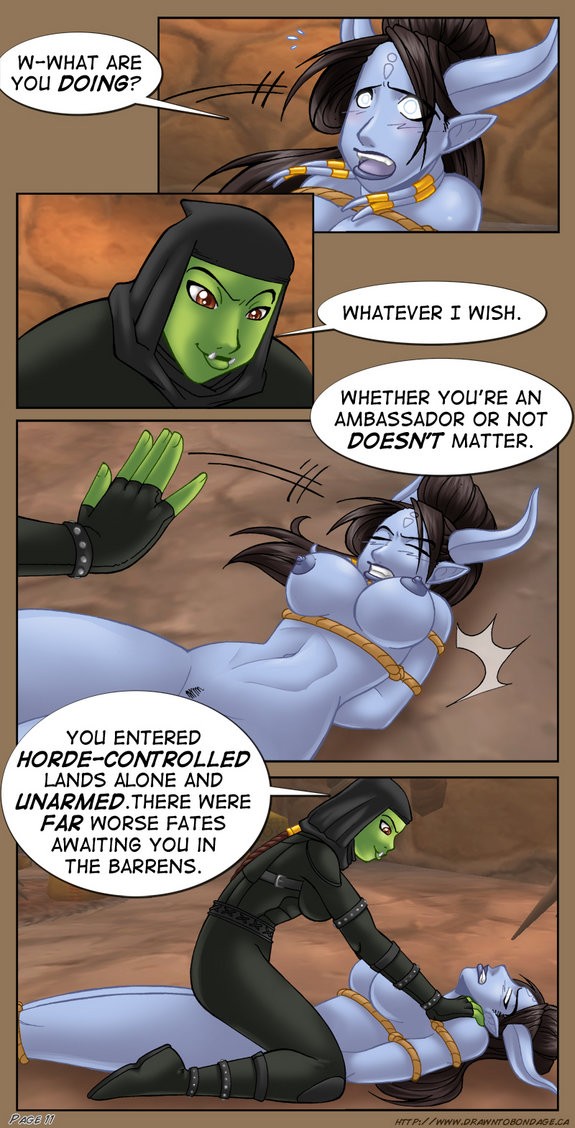 W-WHAT ARE
YOU DOING?
WHATEVER I WISH.
WHETHER YOU'RE AN
AMBASSADOR OR NOT
DOESN'T MATTER.
YOU ENTERED
HORDE-CONTROLLED
LANDS ALONE AND
UNARMED.THERE WERE
FAR WORSE FATES
AWAITING YOU IN
THE BARRENS.
PAGE 11
HTTP://WWW.DRAWNTOBONDAGE.CA